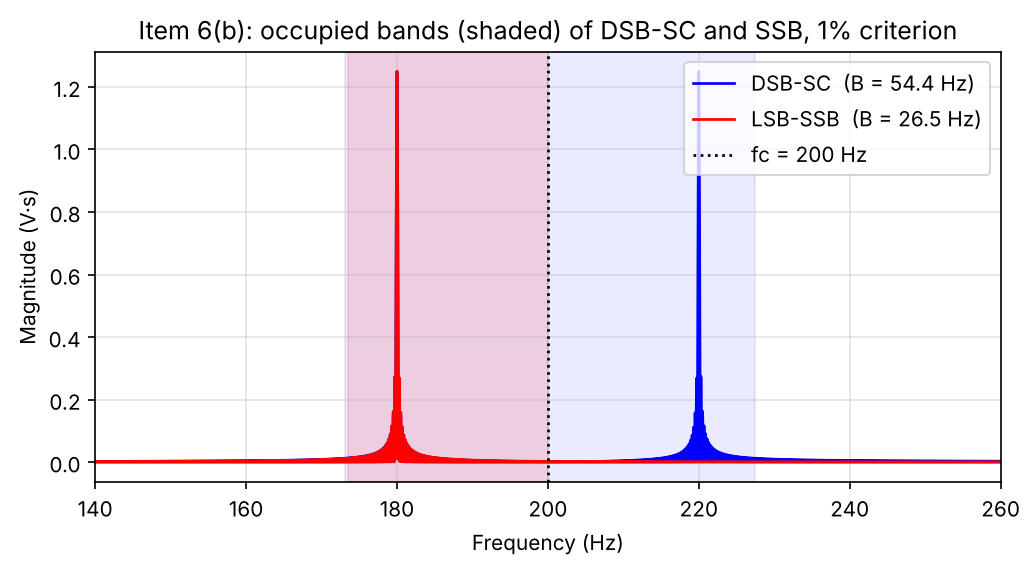 Item 6(b): occupied bands (shaded) of DSB-SC and SSB, 1% criterion
DSB-SC (B = 54.4 Hz)
LSB-SSB (B = 26.5 Hz)
fc = 200 Hz
Magnitude (V·s)
1.2
1.0
0.8
0.6
0.4
0.2
0.0
140 160 180 200 220 240 260
Frequency (Hz)